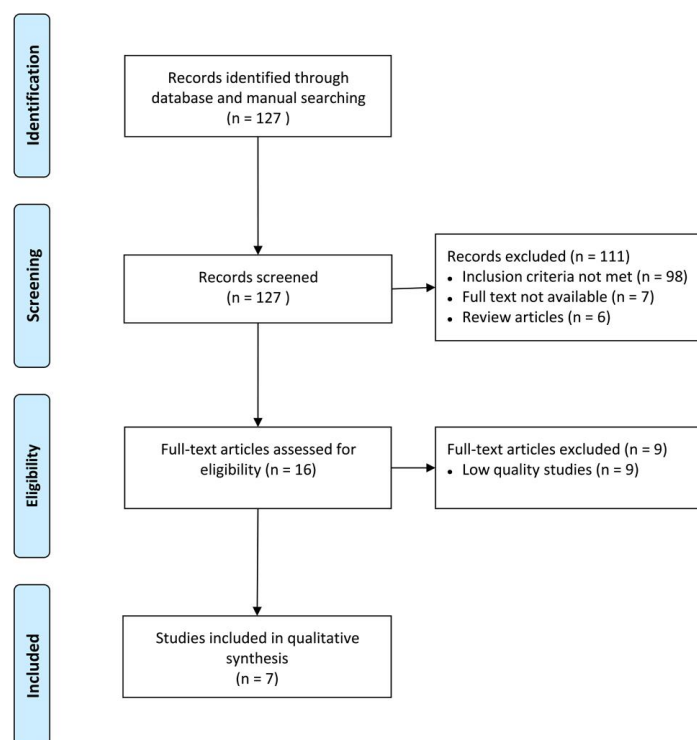 Identification
Records identified through
database and manual searching
(n = 127 )
Screening
Records screened
(n = 127 )
Records excluded (n = 111)
• Inclusion criteria not met (n = 98)
• Full text not available (n = 7)
• Review articles (n = 6)
Eligibility
Full-text articles assessed for
eligibility (n = 16)
Full-text articles excluded (n = 9)
• Low quality studies (n = 9)
Included
Studies included in qualitative
synthesis
(n = 7)